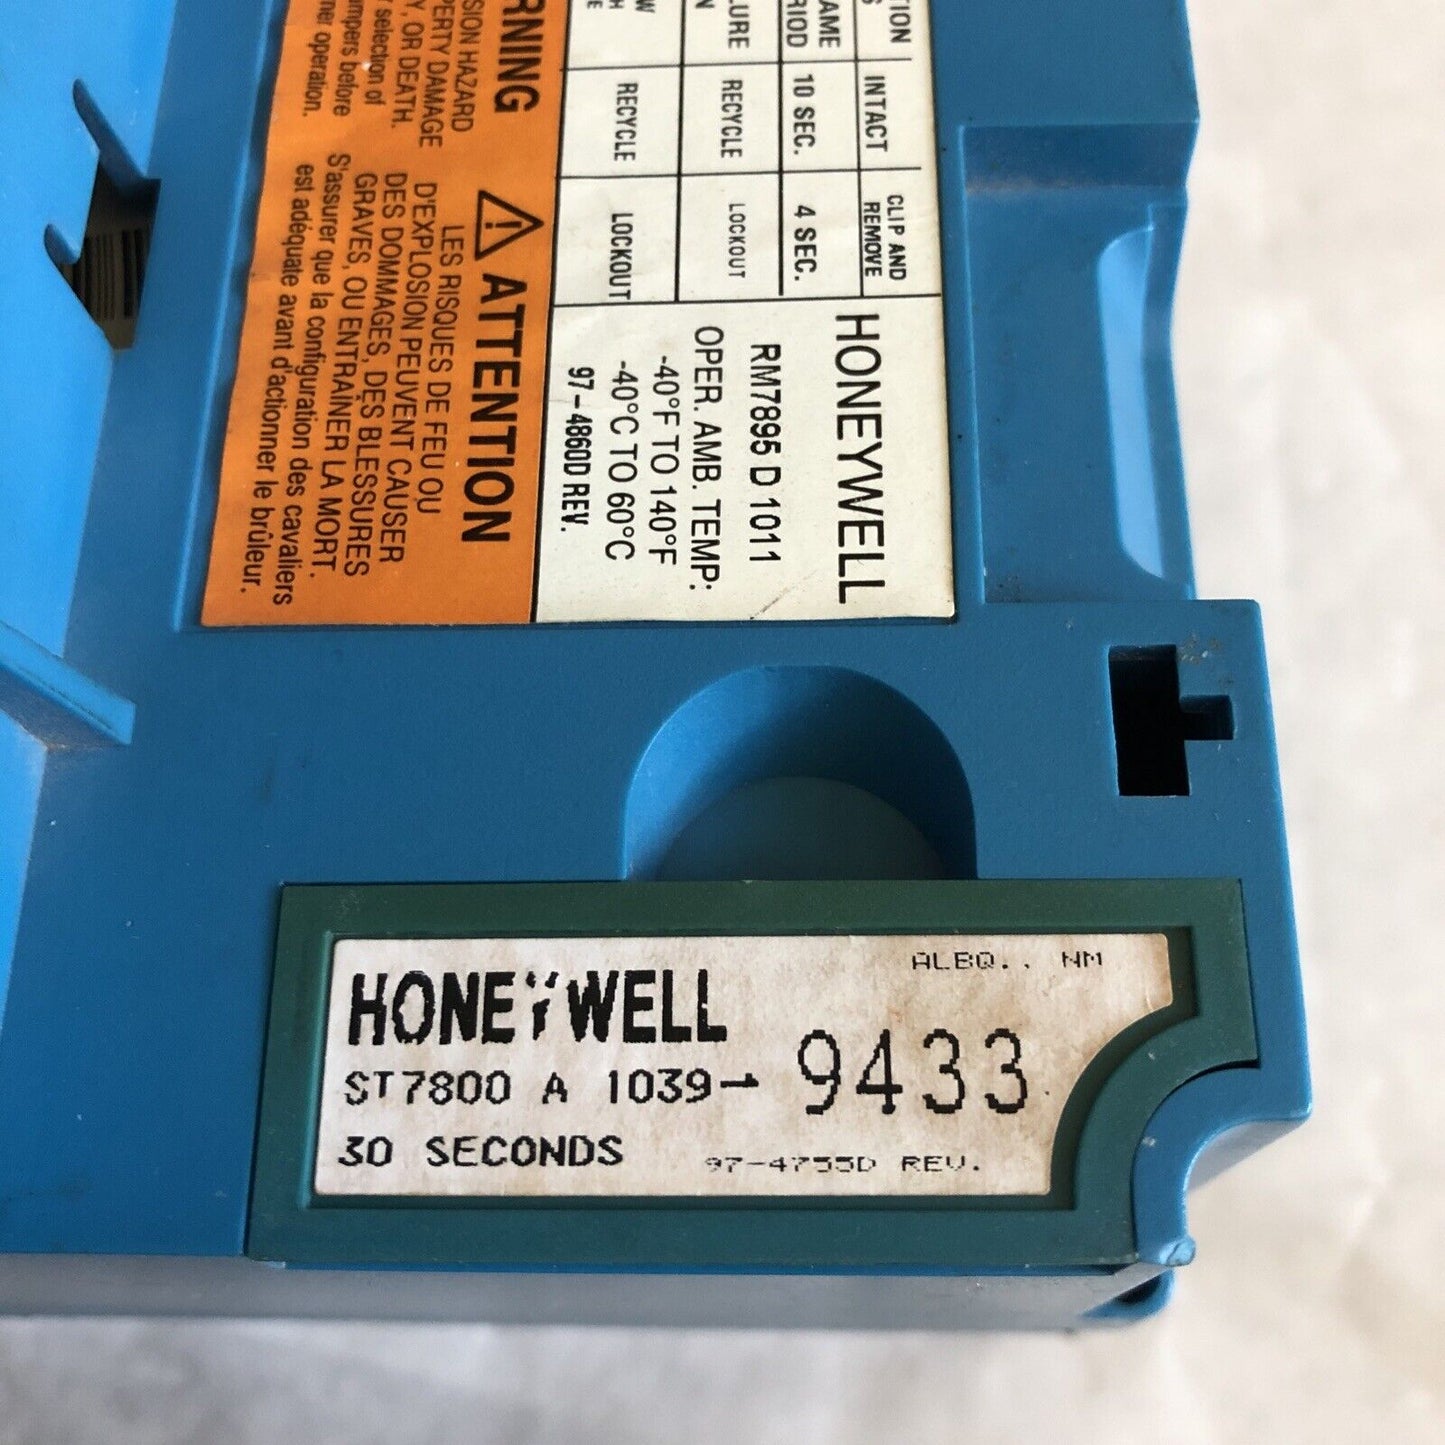 RNING
SION HAZARD
PERTY DAMAGE
Y, OR DEATH.
selection of
mpers before
ner operation.
⚠ ATTENTION
LES RISQUES DE FEU OU
D'EXPLOSION PEUVENT CAUSER
DES DOMMAGES, DES BLESSURES
GRAVES, OU ENTRAÎNER LA MORT.
S'assurer que la configuration des cavaliers
est adéquate avant d'actionner le brûleur.
TION INTACT CLIP AND REMOVE
AME
RIOD 10 SEC. 4 SEC.
LURE
N RECYCLE LOCKOUT
W
H
E RECYCLE LOCKOUT
HONEYWELL
RM7895 D 1011
OPER. AMB. TEMP:
-40°F TO 140°F
-40°C TO 60°C
97-4860D REV.
ALBQ., NM
HONEYWELL
ST7800 A 1039-1 9433
30 SECONDS 97-4755D REV.